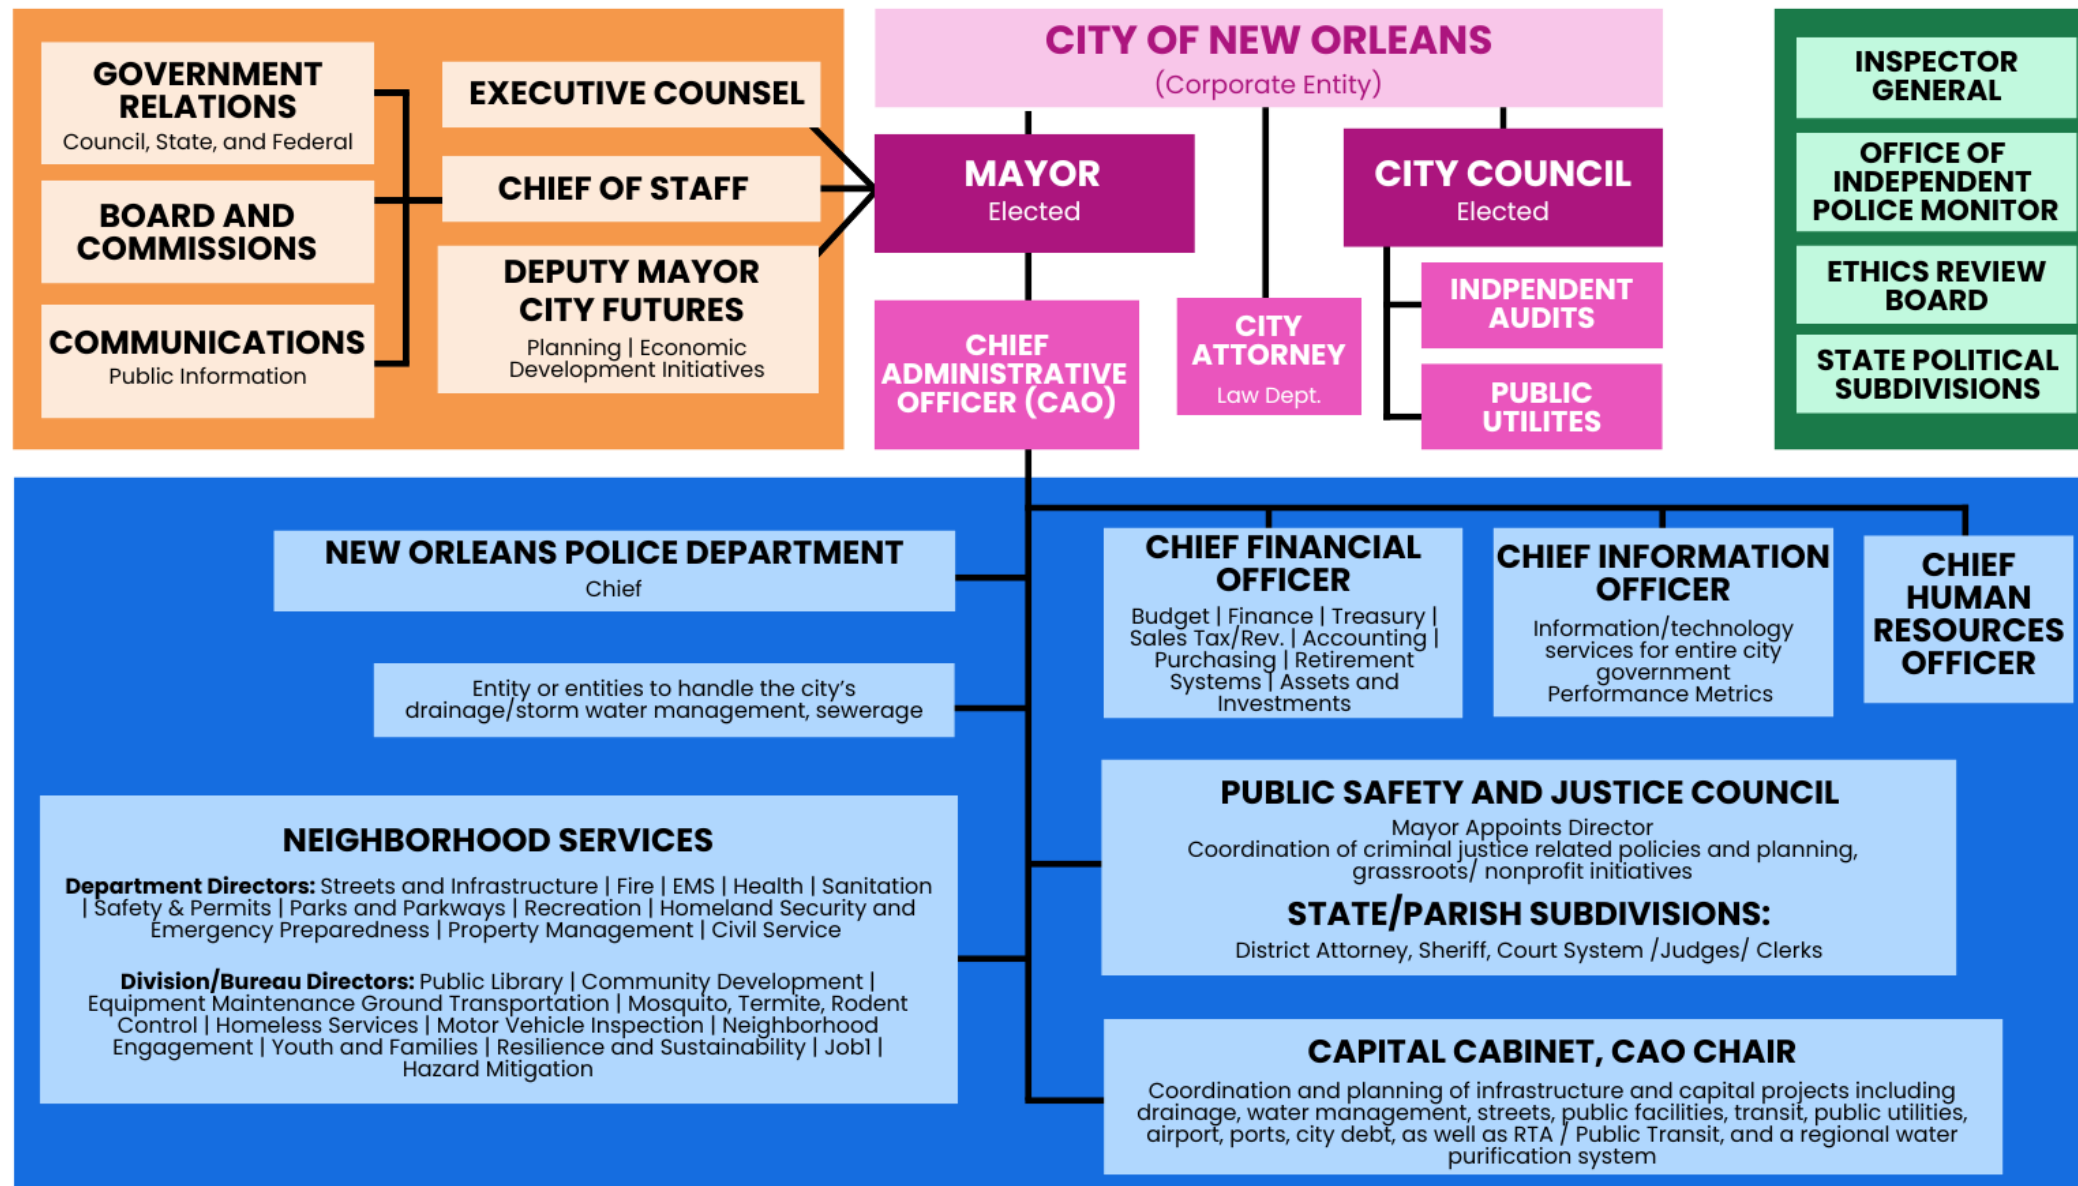 GOVERNMENT
RELATIONS
Council, State, and Federal
BOARD AND
COMMISSIONS
COMMUNICATIONS
Public Information
EXECUTIVE COUNSEL
CHIEF OF STAFF
DEPUTY MAYOR
CITY FUTURES
Planning | Economic
Development Initiatives
CITY OF NEW ORLEANS
(Corporate Entity)
MAYOR
Elected
CHIEF
ADMINISTRATIVE
OFFICER (CAO)
CITY
ATTORNEY
Law Dept.
CITY COUNCIL
Elected
INDPENDENT
AUDITS
PUBLIC
UTILITES
INSPECTOR
GENERAL
OFFICE OF
INDEPENDENT
POLICE MONITOR
ETHICS REVIEW
BOARD
STATE POLITICAL
SUBDIVISIONS
NEW ORLEANS POLICE DEPARTMENT
Chief
Entity or entities to handle the city's
drainage/storm water management, sewerage
NEIGHBORHOOD SERVICES
Department Directors: Streets and Infrastructure | Fire | EMS | Health | Sanitation
| Safety & Permits | Parks and Parkways | Recreation | Homeland Security and
Emergency Preparedness | Property Management | Civil Service
Division/Bureau Directors: Public Library | Community Development |
Equipment Maintenance Ground Transportation | Mosquito, Termite, Rodent
Control | Homeless Services | Motor Vehicle Inspection | Neighborhood
Engagement | Youth and Families | Resilience and Sustainability | Job1 |
Hazard Mitigation
CHIEF FINANCIAL
OFFICER
Budget | Finance | Treasury |
Sales Tax/Rev. | Accounting |
Purchasing | Retirement
Systems | Assets and
Investments
CHIEF INFORMATION
OFFICER
Information/technology
services for entire city
government
Performance Metrics
CHIEF
HUMAN
RESOURCES
OFFICER
PUBLIC SAFETY AND JUSTICE COUNCIL
Mayor Appoints Director
Coordination of criminal justice related policies and planning,
grassroots/ nonprofit initiatives
STATE/PARISH SUBDIVISIONS:
District Attorney, Sheriff, Court System /Judges/ Clerks
CAPITAL CABINET, CAO CHAIR
Coordination and planning of infrastructure and capital projects including
drainage, water management, streets, public facilities, transit, public utilities,
airport, ports, city debt, as well as RTA / Public Transit, and a regional water
purification system